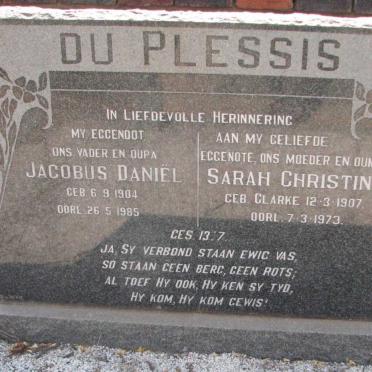 DU PLESSIS
IN LIEFDEVOLLE HERINNERING
MY EGGENOOT
ONS VADER EN OUPA
JACOBUS DANIËL
GEB. 6·9·1904
OORL. 26·5·1985
AAN MY GELIEFDE
EGGENOTE, ONS MOEDER EN OUM
SARAH CHRISTIN
GEB. CLARKE 12·3·1907
OORL. 7·3·1973.
GES. 13:7
JA, SY VERBOND STAAN EWIG VAS,
SO STAAN GEEN BERG, GEEN ROTS;
AL TOEF HY OOK, HY KEN SY TYD,
HY KOM, HY KOM GEWIS!